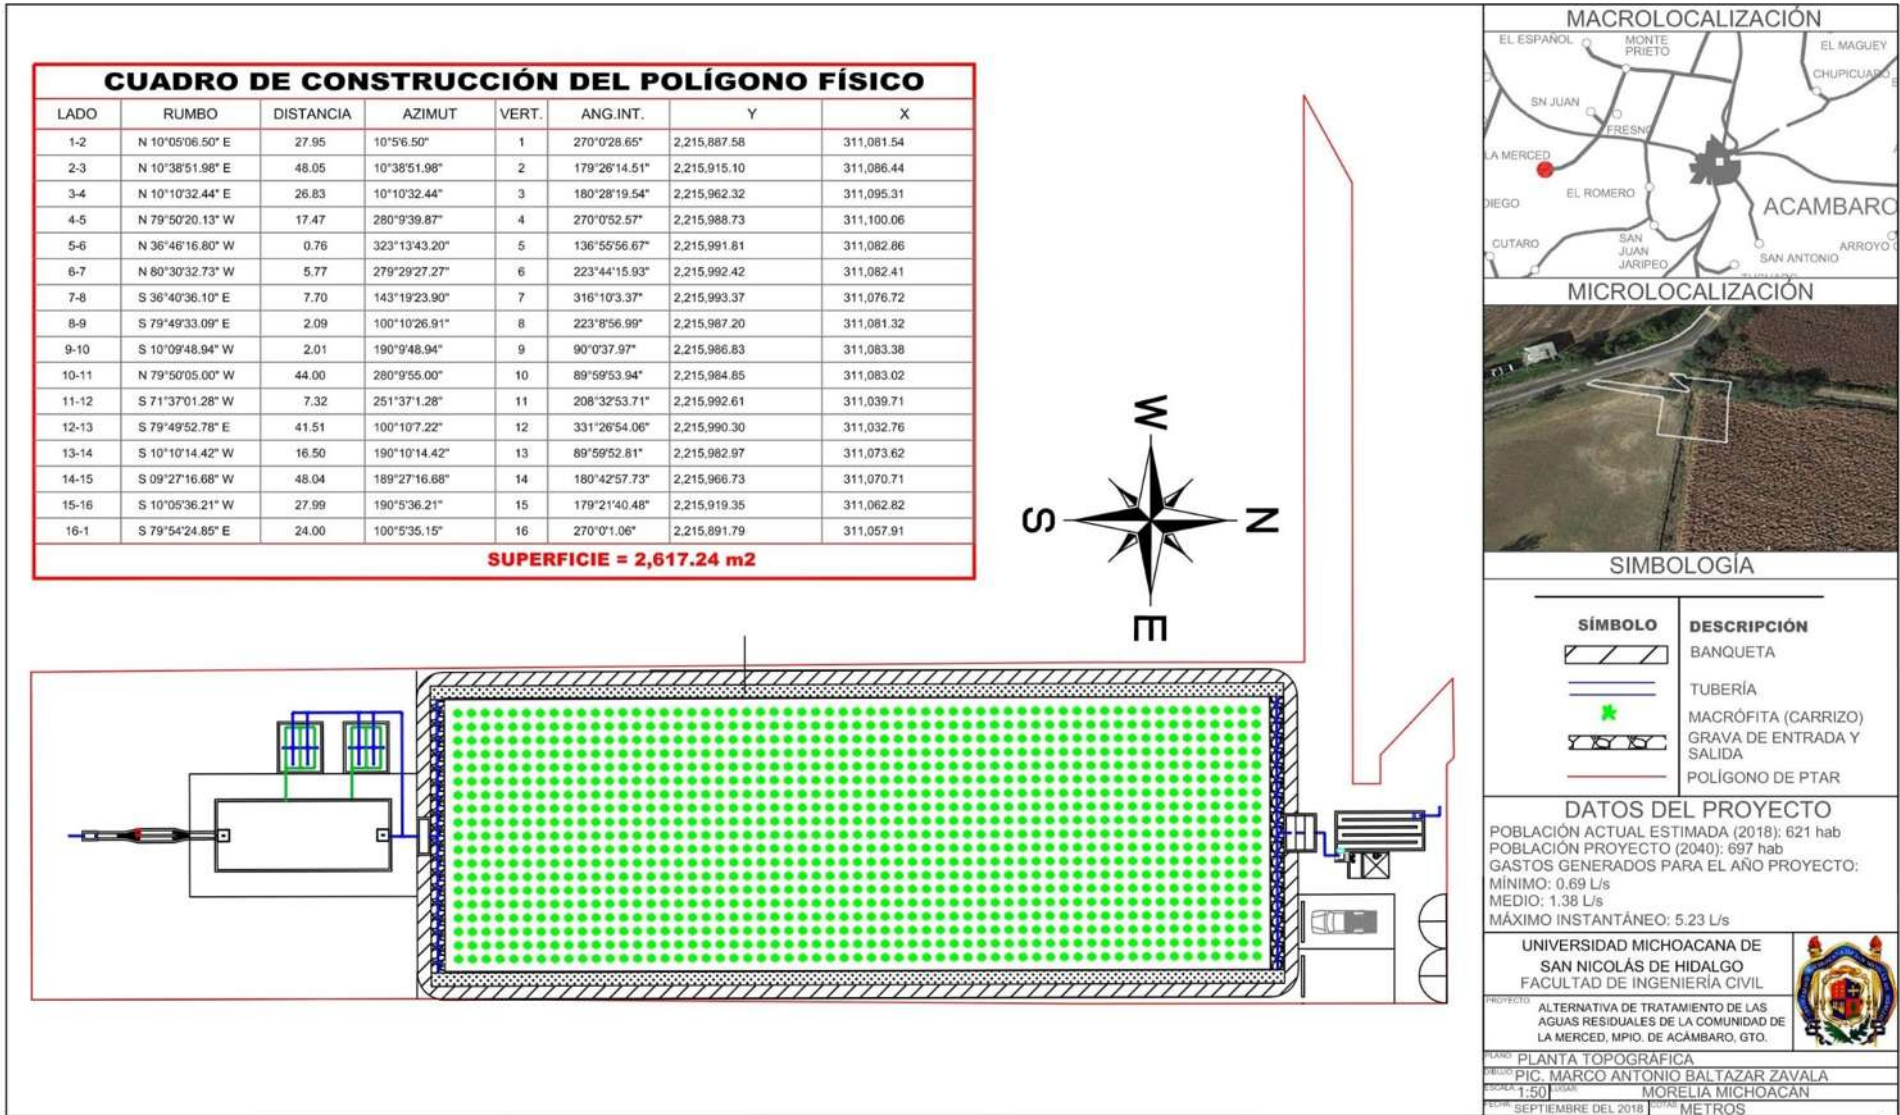 CUADRO DE CONSTRUCCIÓN DEL POLÍGONO FÍSICO
LADO RUMBO DISTANCIA AZIMUT VERT. ANG.INT. Y X
1-2 N 10°05'06.50" E 27.95 10°5'6.50" 1 270°0'28.65" 2,215,887.58 311,081.54
2-3 N 10°38'51.98" E 48.05 10°38'51.98" 2 179°26'14.51" 2,215,915.10 311,086.44
3-4 N 10°10'32.44" E 26.83 10°10'32.44" 3 180°28'19.54" 2,215,962.32 311,095.31
4-5 N 79°50'20.13" W 17.47 280°9'39.87" 4 270°0'52.57" 2,215,988.73 311,100.06
5-6 N 36°46'16.80" W 0.76 323°13'43.20" 5 136°55'56.67" 2,215,991.81 311,082.86
6-7 N 80°30'32.73" W 5.77 279°29'27.27" 6 223°44'15.93" 2,215,992.42 311,082.41
7-8 S 36°40'36.10" E 7.70 143°19'23.90" 7 316°10'3.37" 2,215,993.37 311,076.72
8-9 S 79°49'33.09" E 2.09 100°10'26.91" 8 223°8'56.99" 2,215,987.20 311,081.32
9-10 S 10°09'48.94" W 2.01 190°9'48.94" 9 90°0'37.97" 2,215,986.83 311,083.38
10-11 N 79°50'05.00" W 44.00 280°9'55.00" 10 89°59'53.94" 2,215,984.85 311,083.02
11-12 S 71°37'01.28" W 7.32 251°37'1.28" 11 208°32'53.71" 2,215,992.61 311,039.71
12-13 S 79°49'52.78" E 41.51 100°10'7.22" 12 331°26'54.06" 2,215,990.30 311,032.76
13-14 S 10°10'14.42" W 16.50 190°10'14.42" 13 89°59'52.81" 2,215,982.97 311,073.62
14-15 S 09°27'16.68" W 48.04 189°27'16.68" 14 180°42'57.73" 2,215,966.73 311,070.71
15-16 S 10°05'36.21" W 27.99 190°5'36.21" 15 179°21'40.48" 2,215,919.35 311,062.82
16-1 S 79°54'24.85" E 24.00 100°5'35.15" 16 270°0'1.06" 2,215,891.79 311,057.91
SUPERFICIE = 2,617.24 m2
W
S N
E
MACROLOCALIZACIÓN
EL ESPAÑOL
MONTE
PRIETO
EL MAGUEY
CHUPICUARO
SN JUAN
FRESNO
LA MERCED
EL ROMERO
DIEGO
ACAMBARO
CUTARO
SAN
JUAN
JARIPEO
SAN ANTONIO
ARROYO
MICROLOCALIZACIÓN
SIMBOLOGÍA
SÍMBOLO DESCRIPCIÓN
BANQUETA
TUBERÍA
MACRÓFITA (CARRIZO)
GRAVA DE ENTRADA Y
SALIDA
POLÍGONO DE PTAR
DATOS DEL PROYECTO
POBLACIÓN ACTUAL ESTIMADA (2018): 621 hab
POBLACIÓN PROYECTO (2040): 697 hab
GASTOS GENERADOS PARA EL AÑO PROYECTO:
MÍNIMO: 0.69 L/s
MEDIO: 1.38 L/s
MÁXIMO INSTANTÁNEO: 5.23 L/s
UNIVERSIDAD MICHOACANA DE
SAN NICOLÁS DE HIDALGO
FACULTAD DE INGENIERÍA CIVIL
PROYECTO: ALTERNATIVA DE TRATAMIENTO DE LAS
AGUAS RESIDUALES DE LA COMUNIDAD DE
LA MERCED, MPIO. DE ACÁMBARO, GTO.
PLANO: PLANTA TOPOGRÁFICA
DIBUJO: PIC. MARCO ANTONIO BALTAZAR ZAVALA
ESCALA: 1:50 LUGAR: MORELIA MICHOACÁN
FECHA: SEPTIEMBRE DEL 2018 COTAS: METROS